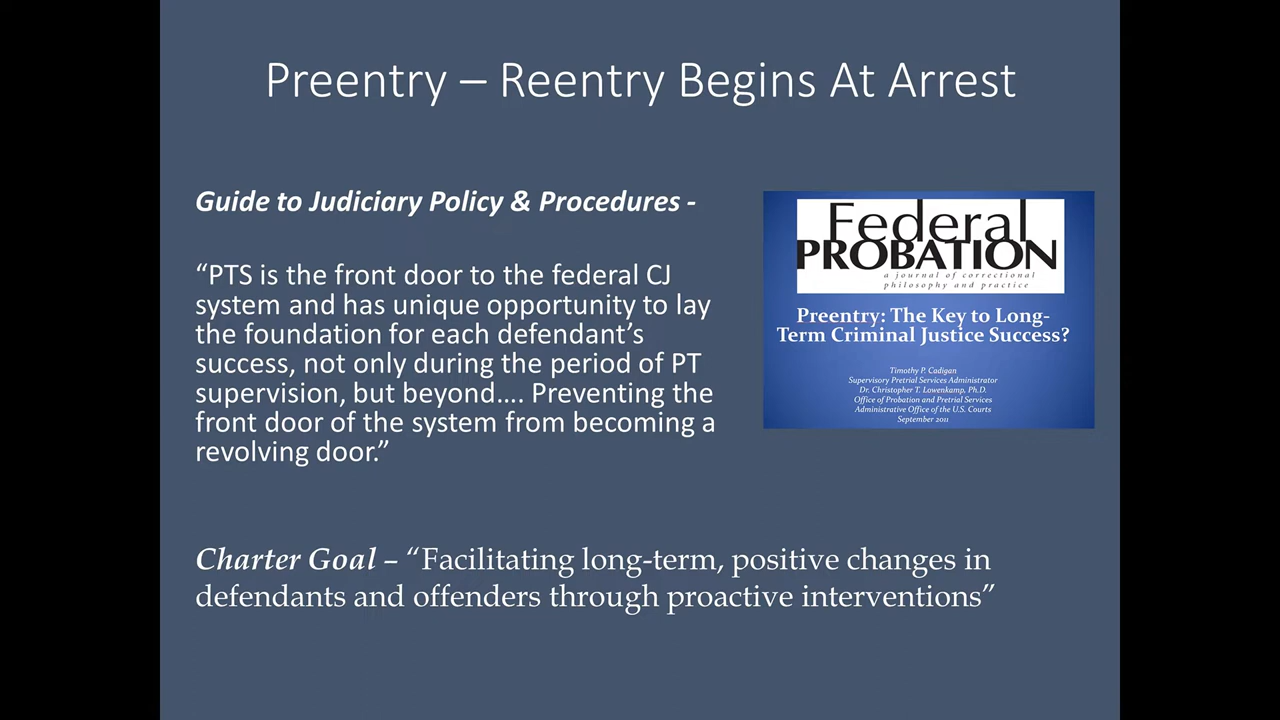 Preentry – Reentry Begins At Arrest
Guide to Judiciary Policy & Procedures -
“PTS is the front door to the federal CJ
system and has unique opportunity to lay
the foundation for each defendant’s
success, not only during the period of PT
supervision, but beyond…. Preventing the
front door of the system from becoming a
revolving door.”
Federal
PROBATION
a journal of correctional
philosophy and practice
Preentry: The Key to Long-
Term Criminal Justice Success?
Timothy P. Cadigan
Supervisory Pretrial Services Administrator
Dr. Christopher T. Lowenkamp, Ph.D.
Office of Probation and Pretrial Services
Administrative Office of the U.S. Courts
September 2011
Charter Goal – “Facilitating long-term, positive changes in
defendants and offenders through proactive interventions”